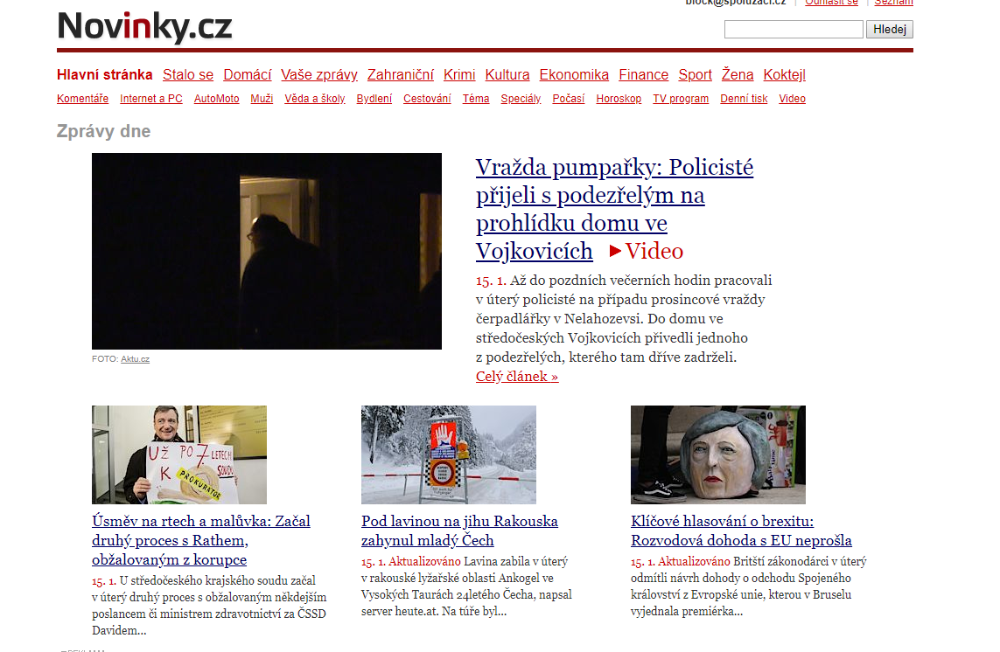 block@spoluzaci.cz | Odhlásit se | Seznam
Novinky.cz
Hledej
Hlavní stránka Stalo se Domácí Vaše zprávy Zahraniční Krimi Kultura Ekonomika Finance Sport Žena Koktejl
Komentáře Internet a PC AutoMoto Muži Věda a školy Bydlení Cestování Téma Speciály Počasí Horoskop TV program Denní tisk Video
Zprávy dne
Vražda pumpařky: Policisté
přijeli s podezřelým na
prohlídku domu ve
Vojkovicích ▶ Video
15. 1. Až do pozdních večerních hodin pracovali
v úterý policisté na případu prosincové vraždy
čerpadlářky v Nelahozevsi. Do domu ve
středočeských Vojkovicích přivedli jednoho
z podezřelých, kterého tam dříve zadrželi.
Celý článek »
FOTO: Aktu.cz
UŽ PO 7 LETECH
K SOUDU
PROKURÁTOR
Úsměv na rtech a malůvka: Začal
druhý proces s Rathem,
obžalovaným z korupce
15. 1. U středočeského krajského soudu začal
v úterý druhý proces s obžalovaným někdejším
poslancem či ministrem zdravotnictví za ČSSD
Davidem...
Pod lavinou na jihu Rakouska
zahynul mladý Čech
15. 1. Aktualizováno Lavina zabila v úterý
v rakouské lyžařské oblasti Ankogel ve
Vysokých Taurách 24letého Čecha, napsal
server heute.at. Na túře byl...
Klíčové hlasování o brexitu:
Rozvodová dohoda s EU neprošla
15. 1. Aktualizováno Britští zákonodárci v úterý
odmítli návrh dohody o odchodu Spojeného
království z Evropské unie, kterou v Bruselu
vyjednala premiérka...